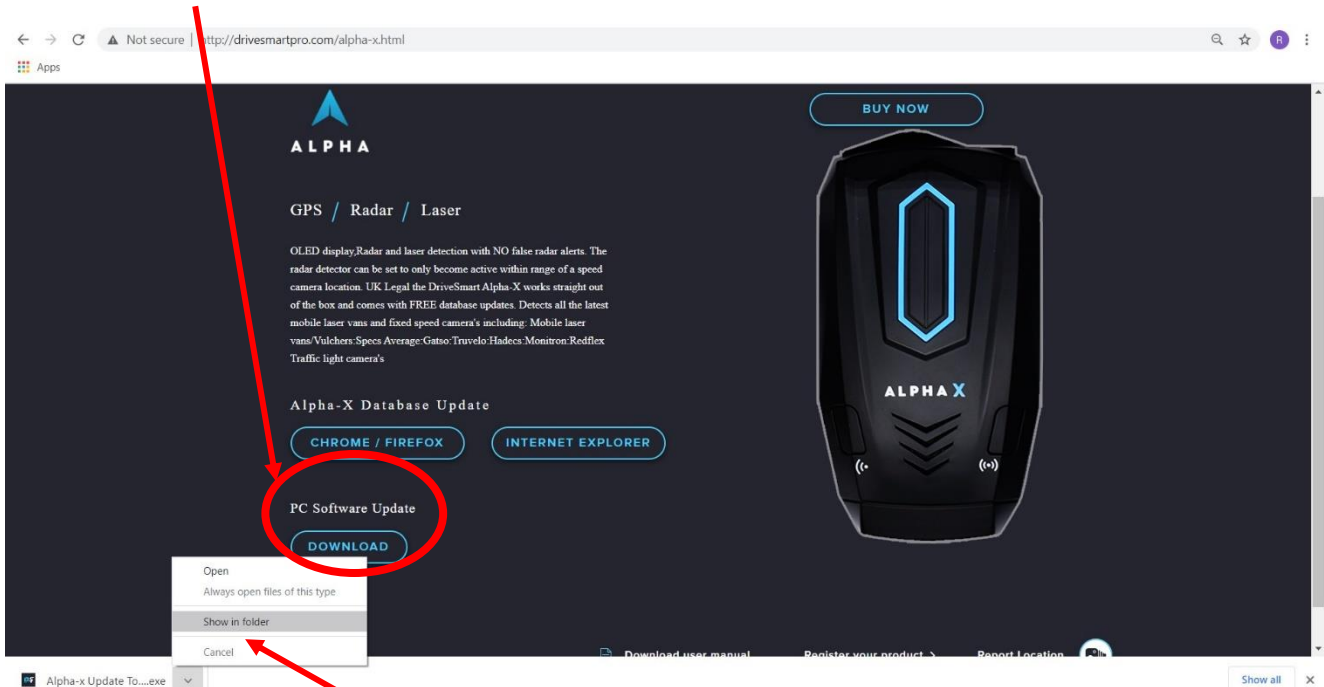 Not secure | http://drivesmartpro.com/alpha-x.html
R
Apps
ALPHA
BUY NOW
GPS / Radar / Laser
OLED display,Radar and laser detection with NO false radar alerts. The
radar detector can be set to only become active within range of a speed
camera location. UK Legal the DriveSmart Alpha-X works straight out
of the box and comes with FREE database updates. Detects all the latest
mobile laser vans and fixed speed camera's including: Mobile laser
vans/Vulchers:Specs Average:Gatso:Truvelo:Hadecs:Monitron:Redflex
Traffic light camera's
ALPHA X
Alpha-X Database Update
CHROME / FIREFOX
INTERNET EXPLORER
PC Software Update
DOWNLOAD
Open
Always open files of this type
Show in folder
Cancel
Download user manual
Register your product >
Report Location
Alpha-x Update To....exe
Show all